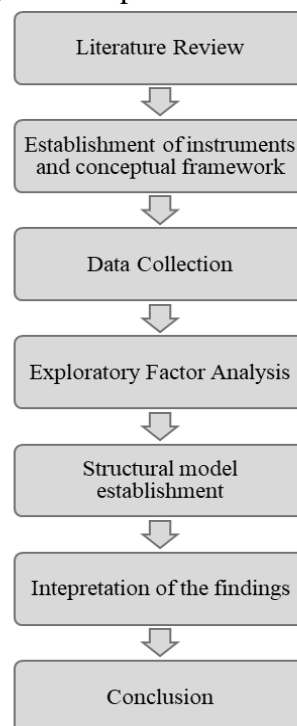 Literature Review
Establishment of instruments
and conceptual framework
Data Collection
Exploratory Factor Analysis
Structural model
establishment
Intepretation of the findings
Conclusion